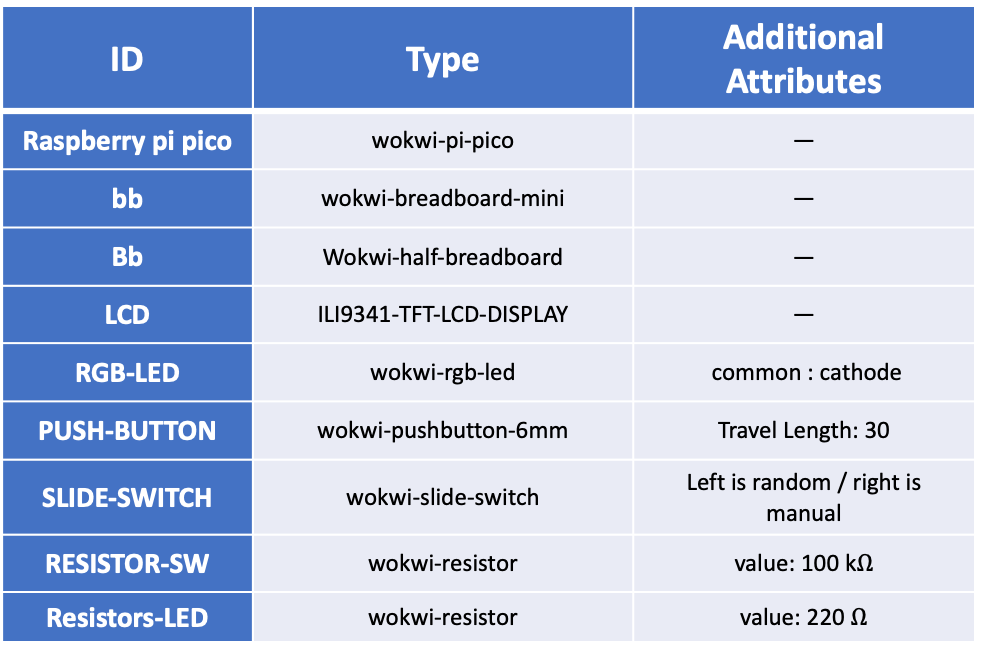 ID Type Additional
Attributes
Raspberry pi pico wokwi-pi-pico —
bb wokwi-breadboard-mini —
Bb Wokwi-half-breadboard —
LCD ILI9341-TFT-LCD-DISPLAY —
RGB-LED wokwi-rgb-led common : cathode
PUSH-BUTTON wokwi-pushbutton-6mm Travel Length: 30
SLIDE-SWITCH wokwi-slide-switch Left is random / right is
manual
RESISTOR-SW wokwi-resistor value: 100 kΩ
Resistors-LED wokwi-resistor value: 220 Ω